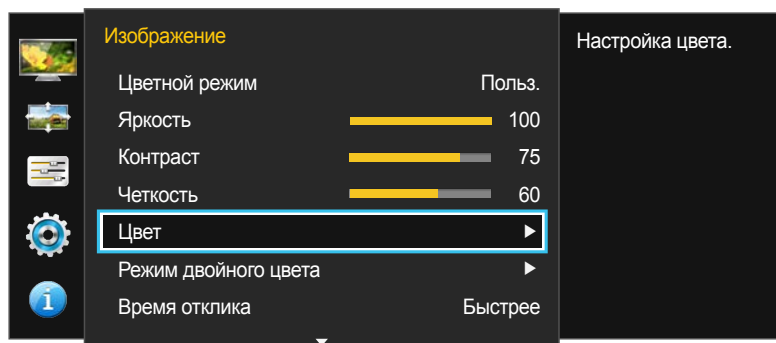 Изображение
Настройка цвета.
Цветной режим Польз.
Яркость 100
Контраст 75
Четкость 60
Цвет
Режим двойного цвета
Время отклика Быстрее